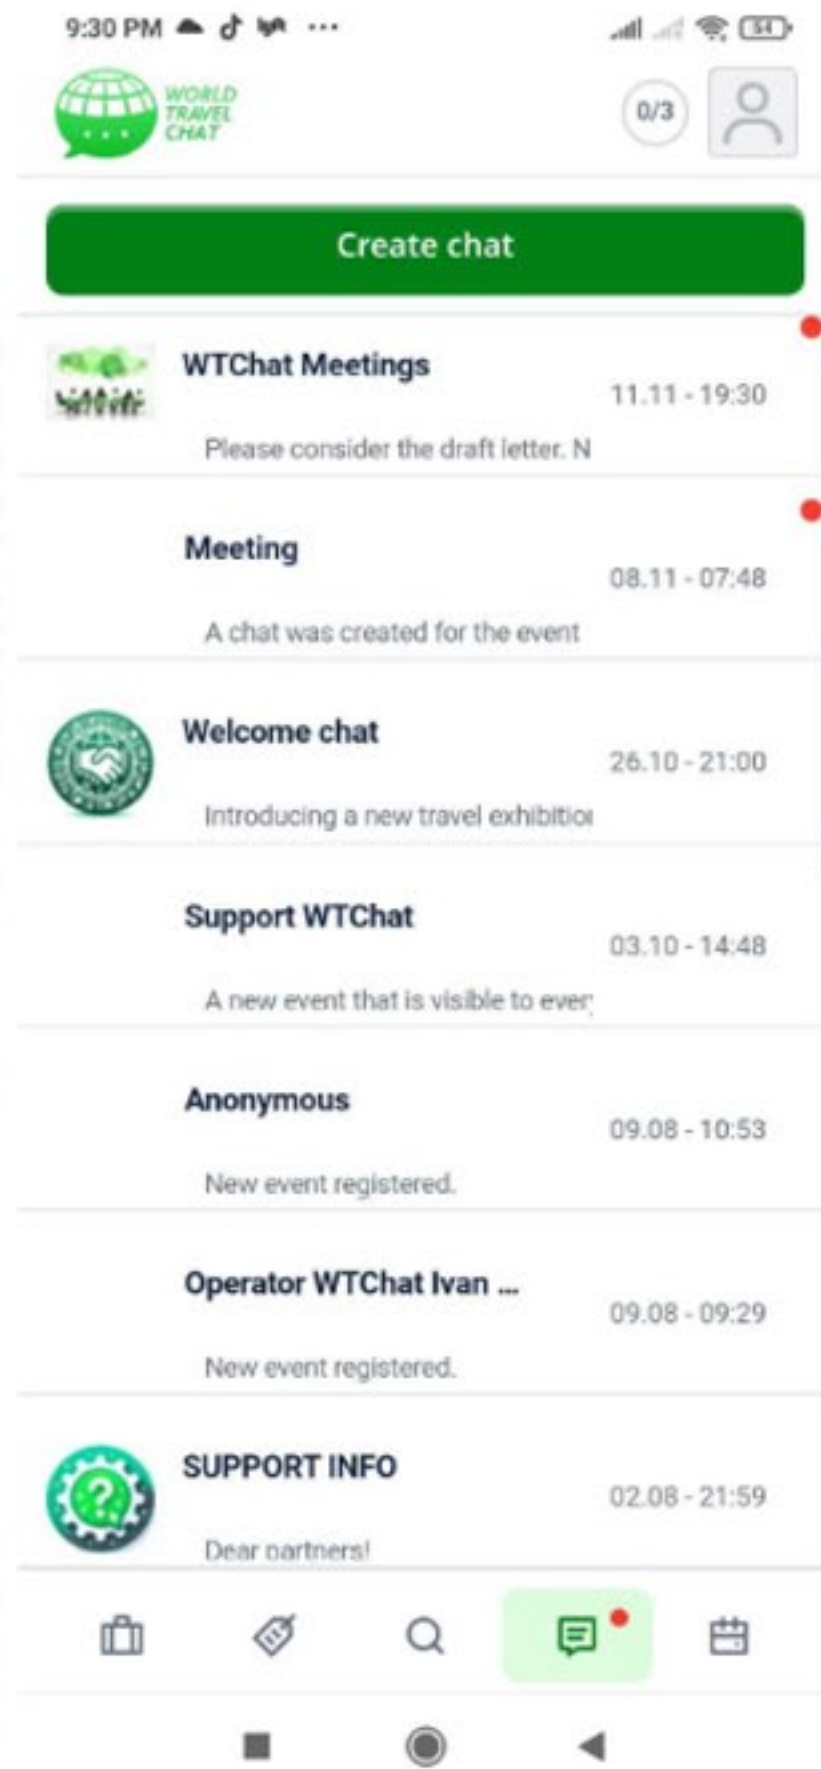 9:30 PM
54
WORLD
TRAVEL
CHAT
0/3
Create chat
WTChat Meetings
11.11 - 19:30
Please consider the draft letter. N
Meeting
08.11 - 07:48
A chat was created for the event
Welcome chat
26.10 - 21:00
Introducing a new travel exhibition
Support WTChat
03.10 - 14:48
A new event that is visible to every
Anonymous
09.08 - 10:53
New event registered.
Operator WTChat Ivan ...
09.08 - 09:29
New event registered.
SUPPORT INFO
02.08 - 21:59
Dear partners!